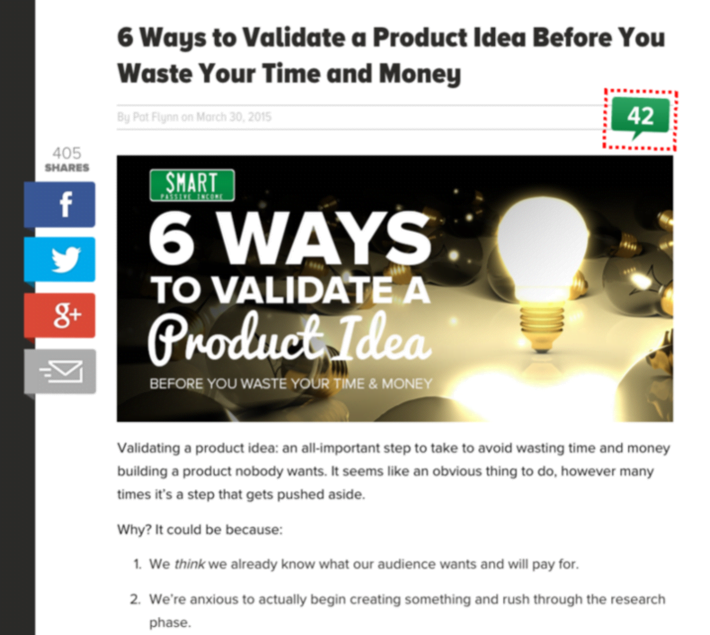 6 Ways to Validate a Product Idea Before You
Waste Your Time and Money
By Pat Flynn on March 30, 2015
42
405
SHARES
f
g+
SMART
PASSIVE INCOME
6 WAYS
TO VALIDATE A
Product Idea
BEFORE YOU WASTE YOUR TIME & MONEY
Validating a product idea: an all-important step to take to avoid wasting time and money
building a product nobody wants. It seems like an obvious thing to do, however many
times it's a step that gets pushed aside.
Why? It could be because:
1. We think we already know what our audience wants and will pay for.
2. We're anxious to actually begin creating something and rush through the research
phase.